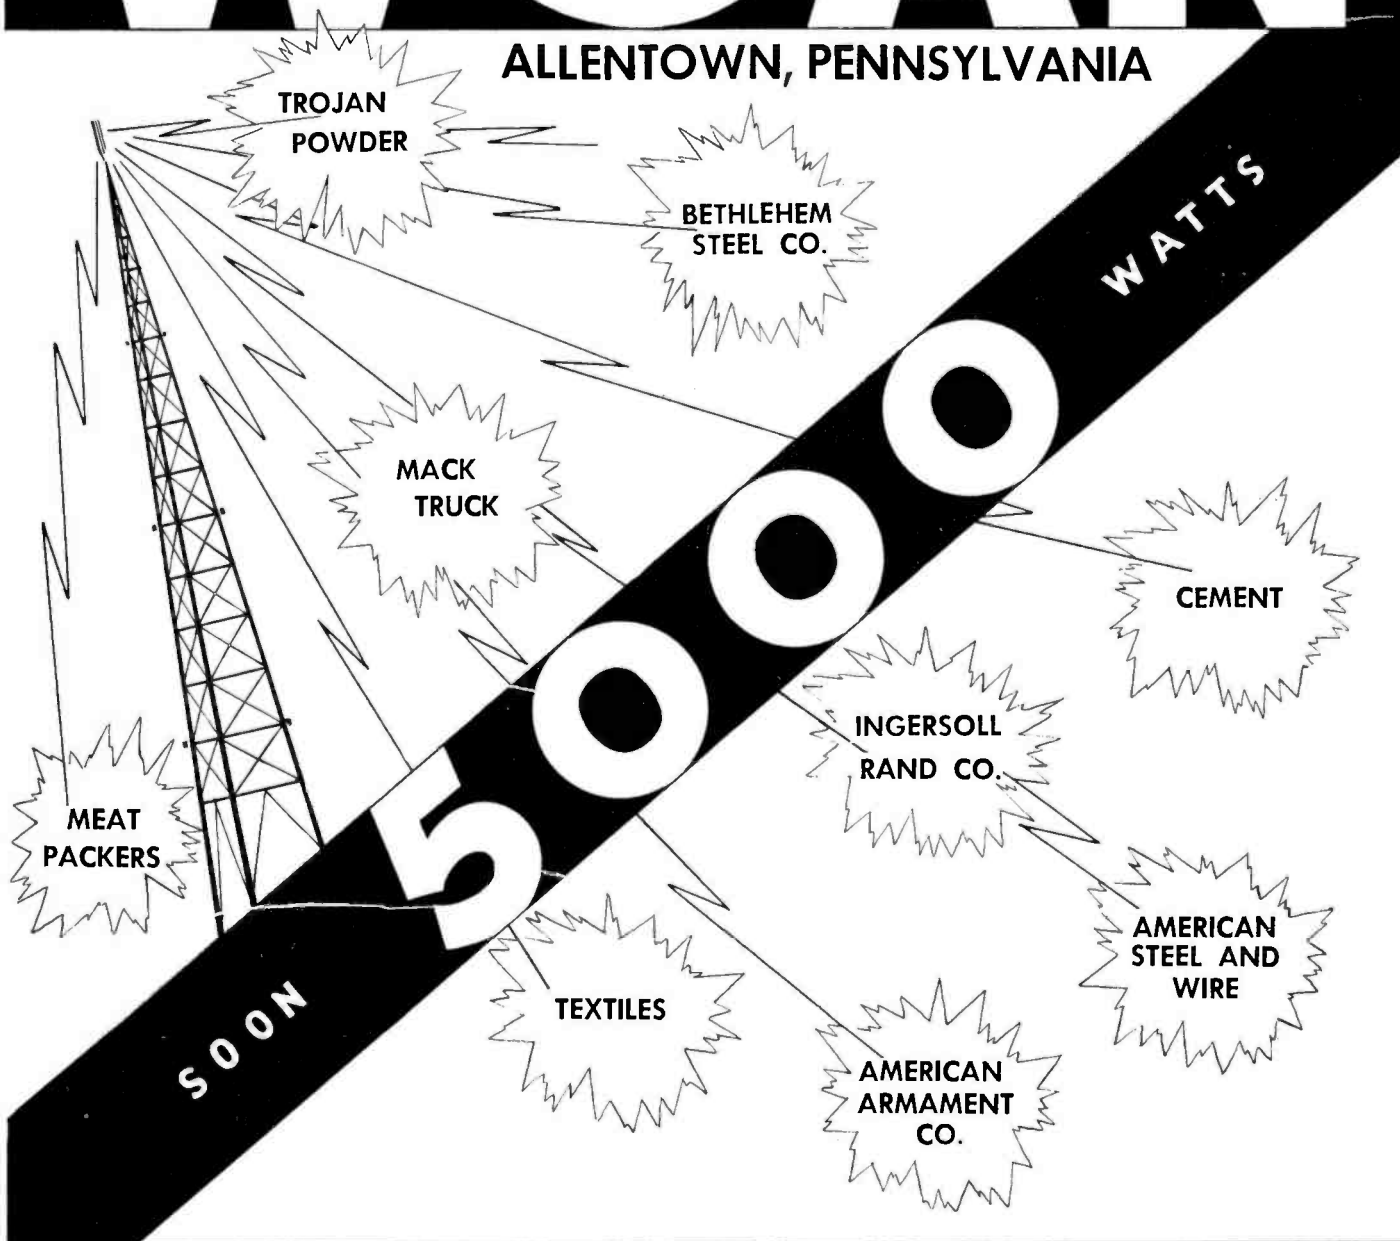 ALLENTOWN, PENNSYLVANIA
TROJAN
POWDER
BETHLEHEM
STEEL CO.
WATTS
MACK
TRUCK
CEMENT
5000
INGERSOLL
RAND CO.
MEAT
PACKERS
AMERICAN
STEEL AND
WIRE
SOON
TEXTILES
AMERICAN
ARMAMENT
CO.